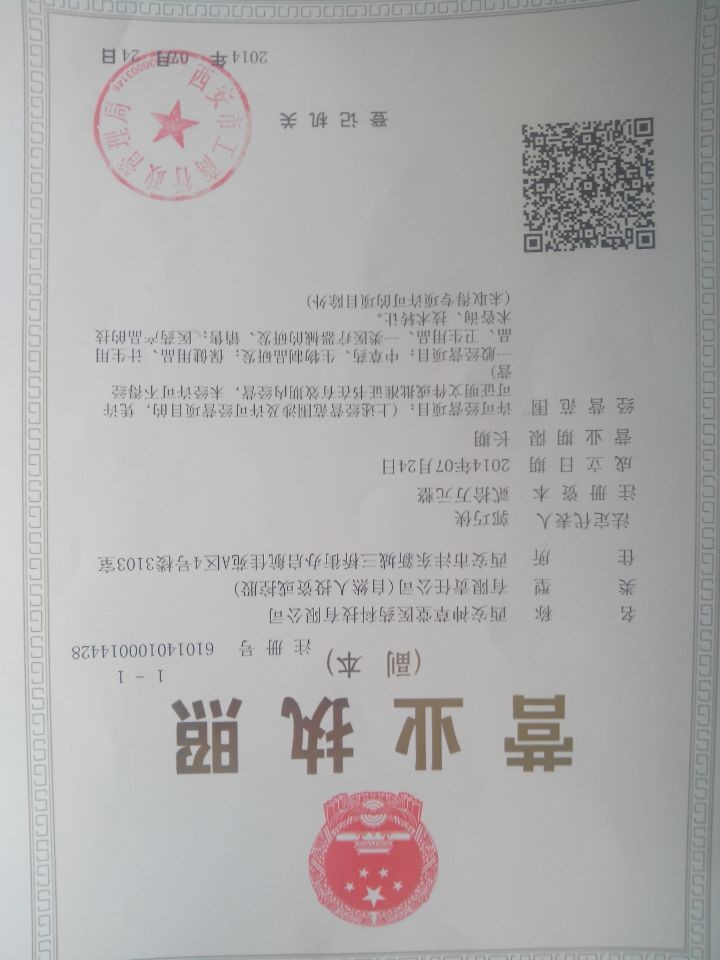 营业执照
(副 本)
1-1
注 册 号 610140100014428
名 称 西安神草堂医药科技有限公司
类 型 有限责任公司(自然人投资或控股)
住 所 西安市沣东新城三桥街办启航佳苑A区4号楼3103室
法定代表人 郭巧侠
注 册 资 本 贰拾万元整
成 立 日 期 2014年07月24日
营 业 期 限 长期
经 营 范 围 许可经营项目:(上述经营范围涉及许可经营项目的,凭许
可证明文件或批准证书在有效期内经营,未经许可不得经
营)
一般经营项目:中草药、生物制品研发;保健用品、计生用
品、卫生用品、一类医疗器械的研发、销售;医药产品的技
术咨询、技术转让。
(未取得专项许可的项目除外)
登 记 机 关
西安市工商行政管理局
2014 年 07月 24 日